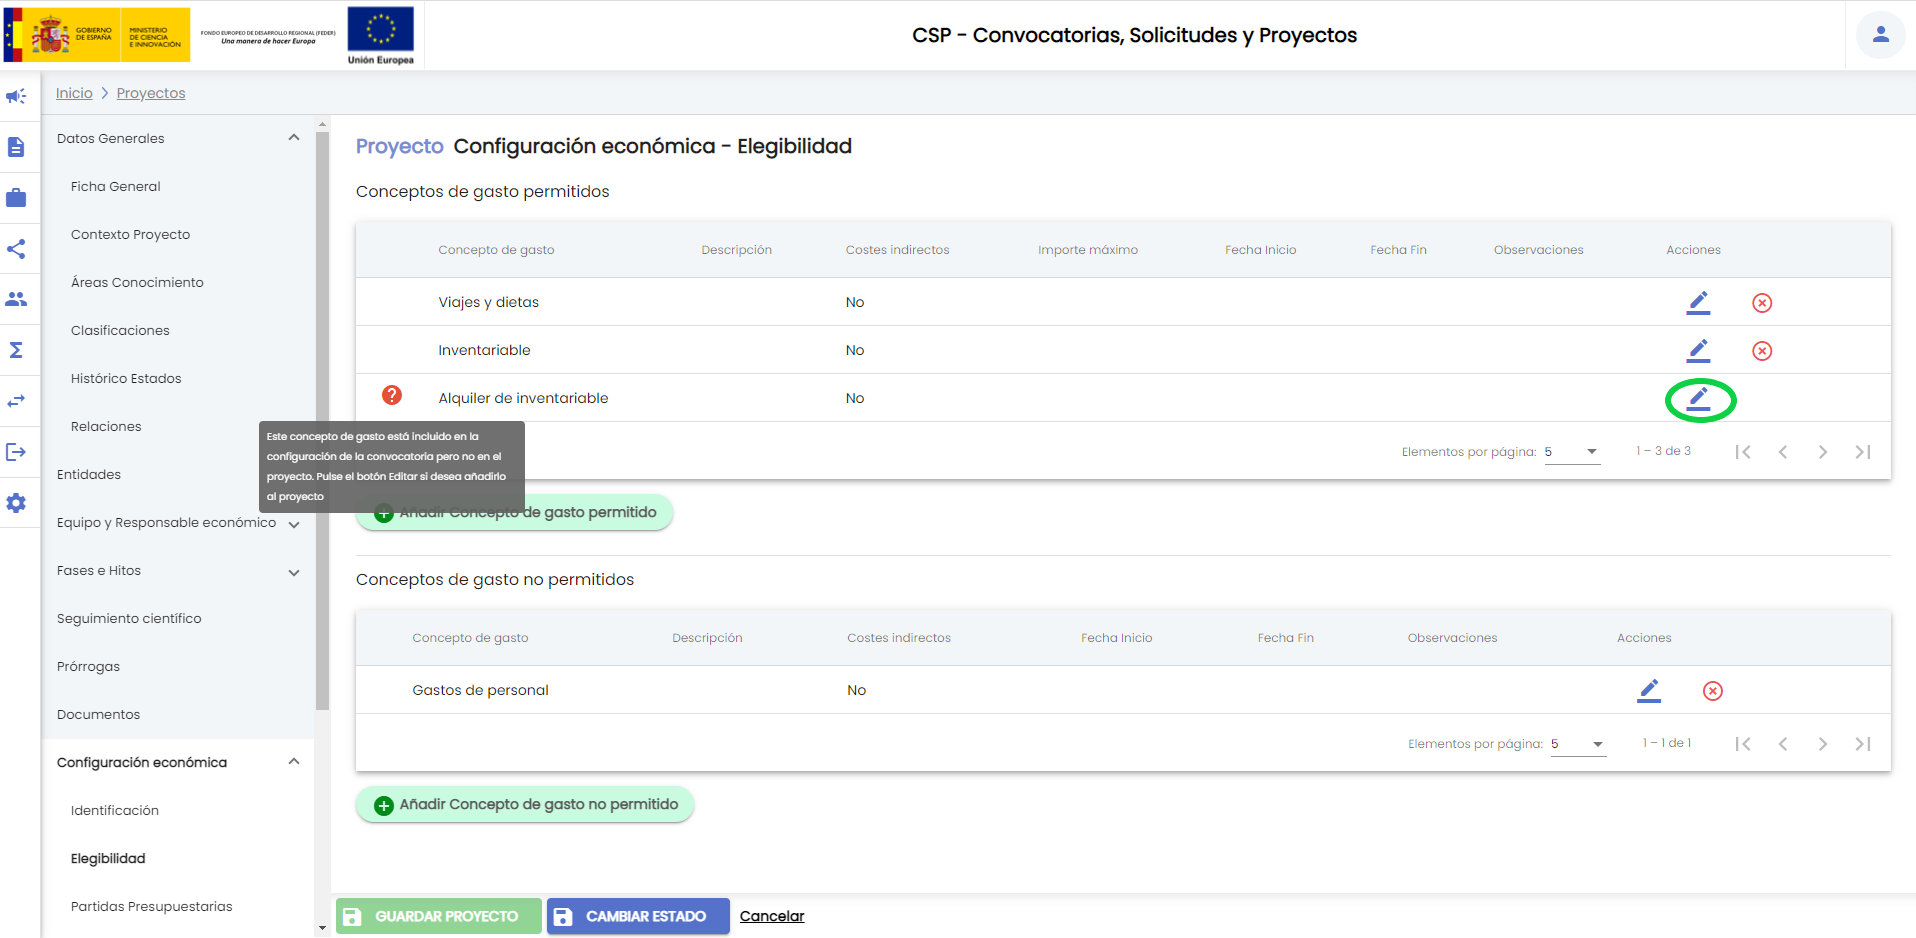 GOBIERNO
DE ESPAÑA
MINISTERIO
DE CIENCIA
E INNOVACIÓN
FONDO EUROPEO DE DESARROLLO REGIONAL (FEDER)
Una manera de hacer Europa
Unión Europea
CSP - Convocatorias, Solicitudes y Proyectos
Inicio
Proyectos
Datos Generales
Ficha General
Contexto Proyecto
Áreas Conocimiento
Clasificaciones
Histórico Estados
Relaciones
Entidades
Equipo y Responsable económico
Fases e Hitos
Seguimiento científico
Prórrogas
Documentos
Configuración económica
Identificación
Elegibilidad
Partidas Presupuestarias
Proyecto Configuración económica - Elegibilidad
Conceptos de gasto permitidos
Concepto de gasto Descripción Costes indirectos Importe máximo Fecha Inicio Fecha Fin Observaciones Acciones
Viajes y dietas No
Inventariable No
Alquiler de inventariable No
Este concepto de gasto está incluido en la
configuración de la convocatoria pero no en el
proyecto. Pulse el botón Editar si desea añadirlo
al proyecto
Elementos por página: 5 1 - 3 de 3
Añadir Concepto de gasto permitido
Conceptos de gasto no permitidos
Concepto de gasto Descripción Costes indirectos Fecha Inicio Fecha Fin Observaciones Acciones
Gastos de personal No
Elementos por página: 5 1 - 1 de 1
Añadir Concepto de gasto no permitido
GUARDAR PROYECTO
CAMBIAR ESTADO
Cancelar